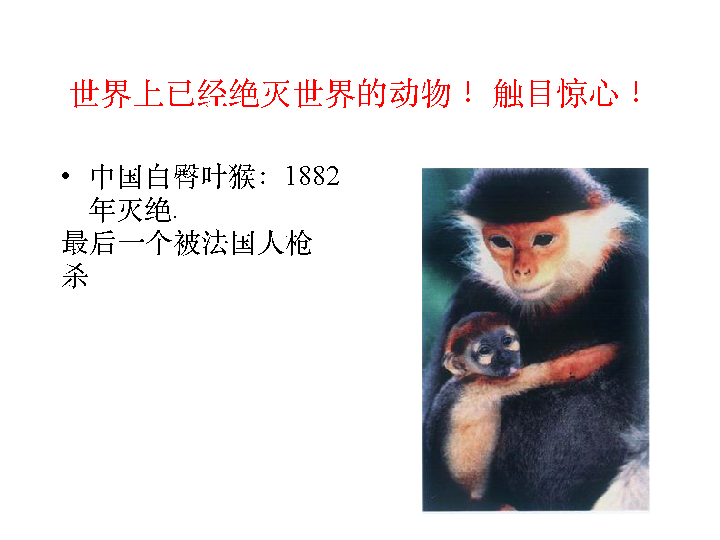 世界上已经绝灭世界的动物！触目惊心！
• 中国白臀叶猴：1882
年灭绝.
最后一个被法国人枪
杀